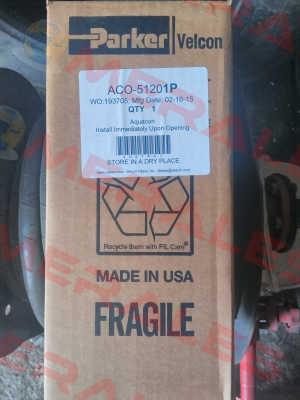 Parker Velcon
ACO-51201P
WO:193705; Mfg Date: 02-16-15
QTY 1
Aquacon
Install Immediately Upon Opening
STORE IN A DRY PLACE
Recycle them with FIL Care®
MADE IN USA
FRAGILE